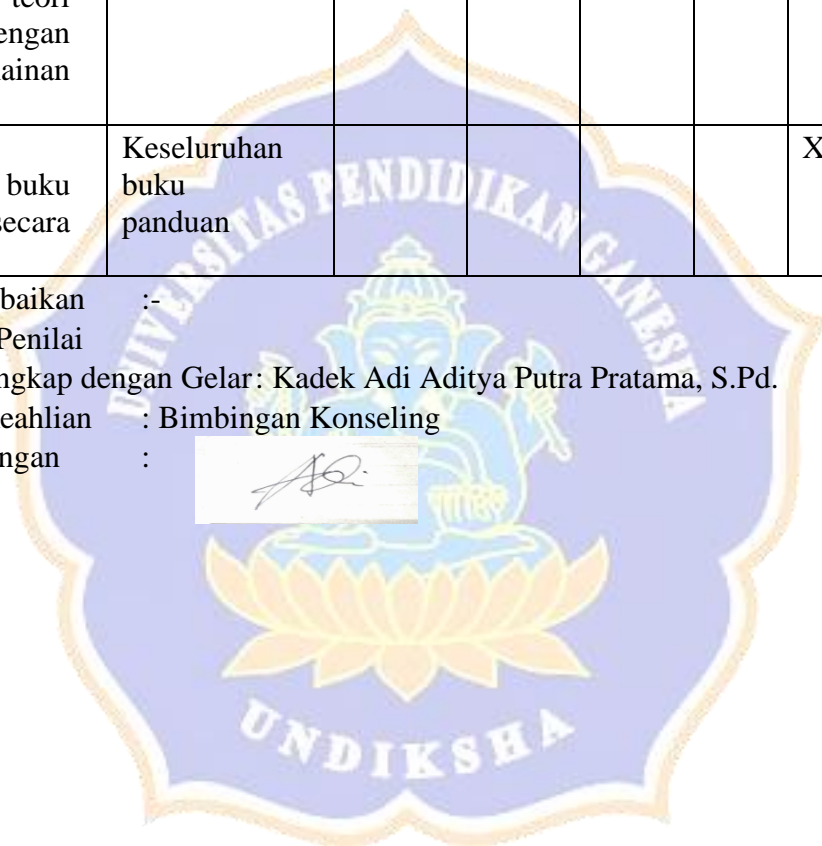 teori
engan
ainan
buku
secara
Keseluruhan
buku
panduan
X
baikan :-
Penilai
ngkap dengan Gelar: Kadek Adi Aditya Putra Pratama, S.Pd.
eahlian : Bimbingan Konseling
ngan :
UNIVERSITAS PENDIDIKAN GANESHA
UNDIKSHA